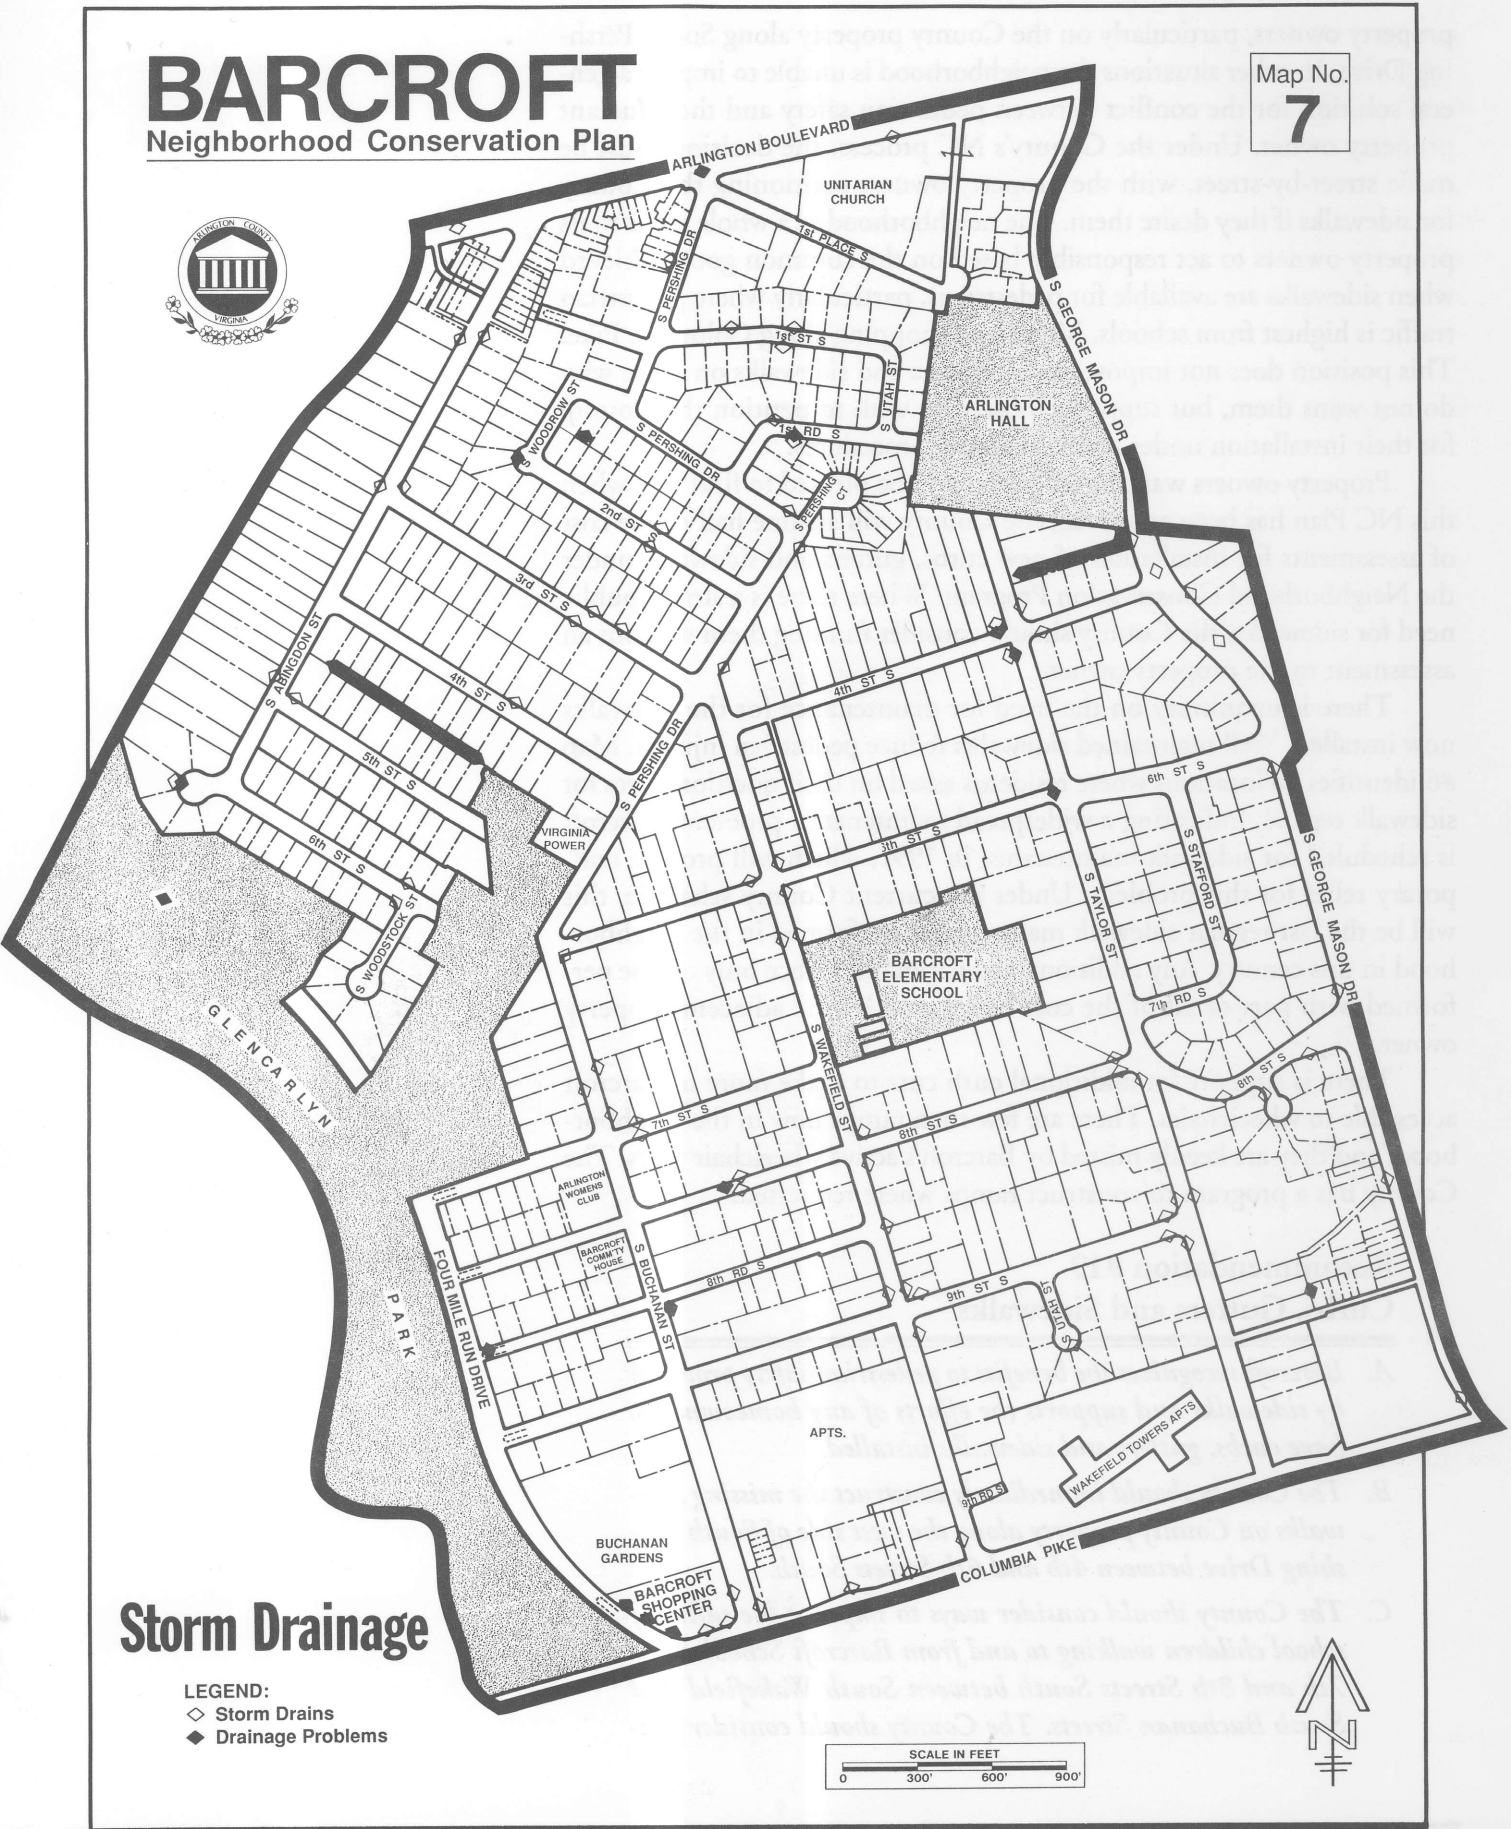 BARCROFT
Neighborhood Conservation Plan
Map No.
7
ARLINGTON COUNTY
VIRGINIA
ARLINGTON BOULEVARD
UNITARIAN
CHURCH
1st PLACE S
S PERSHING DR
S GEORGE MASON DR
1st ST S
S UTAH ST
ARLINGTON
HALL
S WOODROW ST
S PERSHING DR
1st RD S
S PERSHING
CT
2nd ST S
3rd ST S
S ABINGDON ST
4th ST S
4th ST S
5th ST S
S PERSHING DR
6th ST S
VIRGINIA
POWER
5th ST S
6th ST S
S TAYLOR ST
S STAFFORD ST
S GEORGE MASON DR
S WOODSTOCK ST
BARCROFT
ELEMENTARY
SCHOOL
7th RD S
GLENCARLYN
PARK
S WAKEFIELD ST
8th ST S
7th ST S
8th ST S
ARLINGTON
WOMENS
CLUB
BARCROFT
COMM'TY
HOUSE
S BUCHANAN ST
8th RD S
FOUR MILE RUN DRIVE
9th ST S
S UTAH ST
APTS.
WAKEFIELD TOWERS APTS.
9th RD S
BUCHANAN
GARDENS
BARCROFT
SHOPPING
CENTER
COLUMBIA PIKE
Storm Drainage
LEGEND:
◇ Storm Drains
◆ Drainage Problems
SCALE IN FEET
0 300' 600' 900'
N